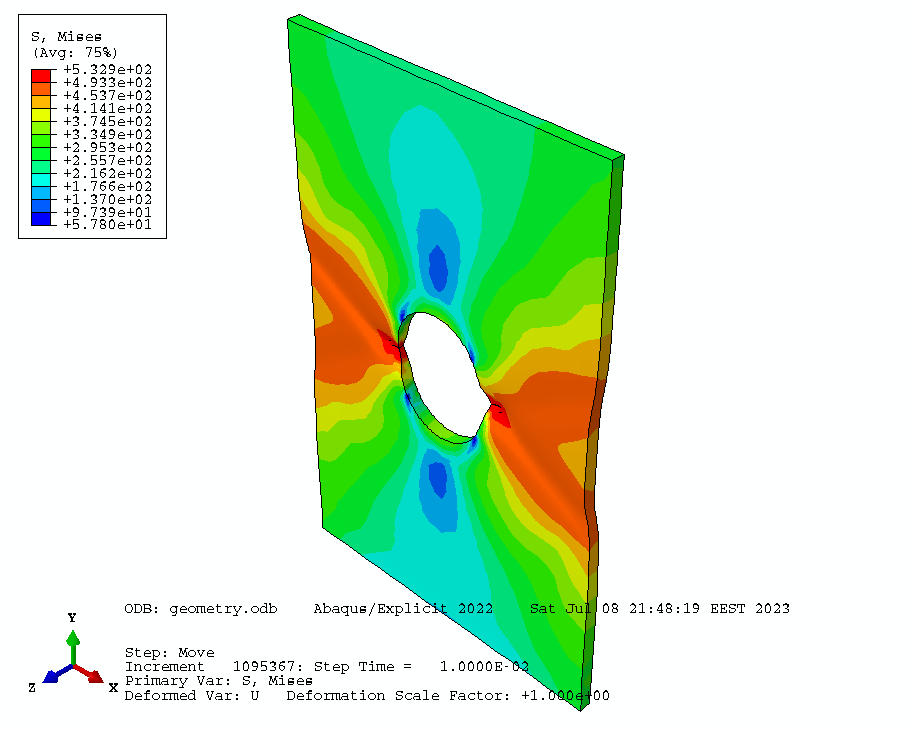 S, Mises
(Avg: 75%)
+5.329e+02
+4.933e+02
+4.537e+02
+4.141e+02
+3.745e+02
+3.349e+02
+2.953e+02
+2.557e+02
+2.162e+02
+1.766e+02
+1.370e+02
+9.739e+01
+5.780e+01
ODB: geometry.odb    Abaqus/Explicit 2022    Sat Jul 08 21:48:19 EEST 2023
Y
Z
X
Step: Move
Increment   1095367: Step Time =   1.0000E-02
Primary Var: S, Mises
Deformed Var: U   Deformation Scale Factor: +1.000e+00